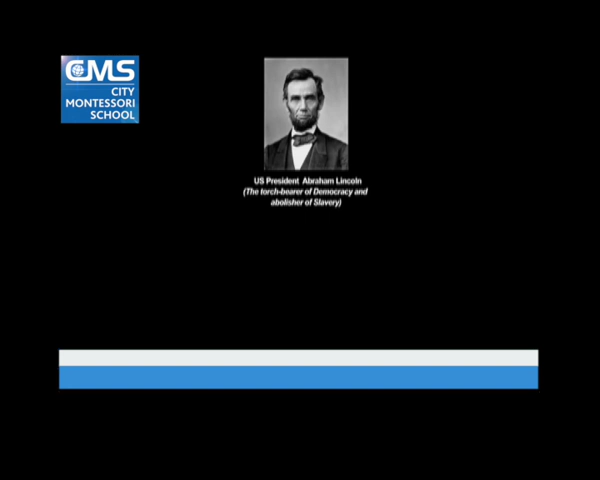 CMS
CITY
MONTESSORI
SCHOOL
US President Abraham Lincoln
(The torch-bearer of Democracy and
abolisher of Slavery)